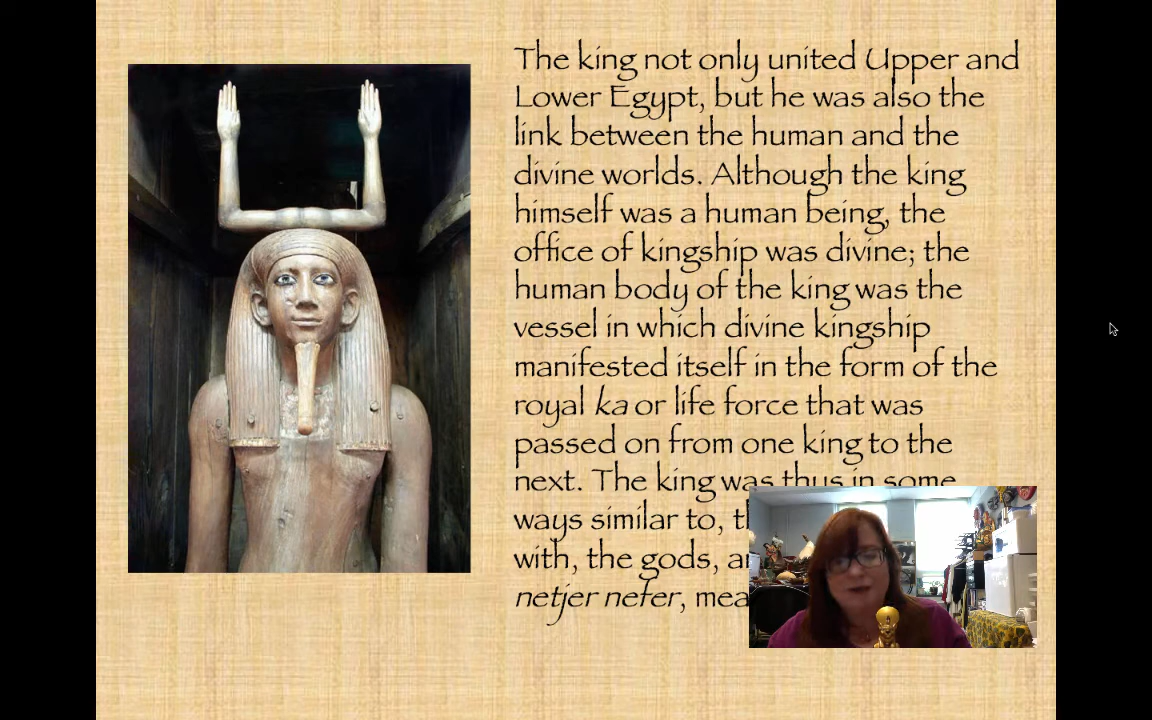 The king not only united Upper and
Lower Egypt, but he was also the
link between the human and the
divine worlds. Although the king
himself was a human being, the
office of kingship was divine; the
human body of the king was the
vessel in which divine kingship
manifested itself in the form of the
royal ka or life force that was
passed on from one king to the
next. The king was thus in some
ways similar to,
with, the gods,
netjer nefer,